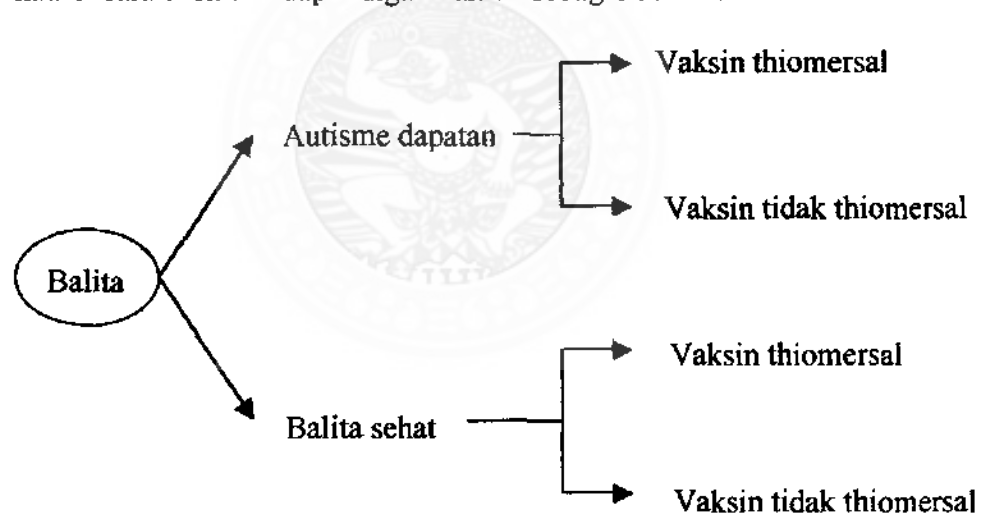 Vaksin thiomersal
Autisme dapatan
Vaksin tidak thiomersal
Balita
Vaksin thiomersal
Balita sehat
Vaksin tidak thiomersal